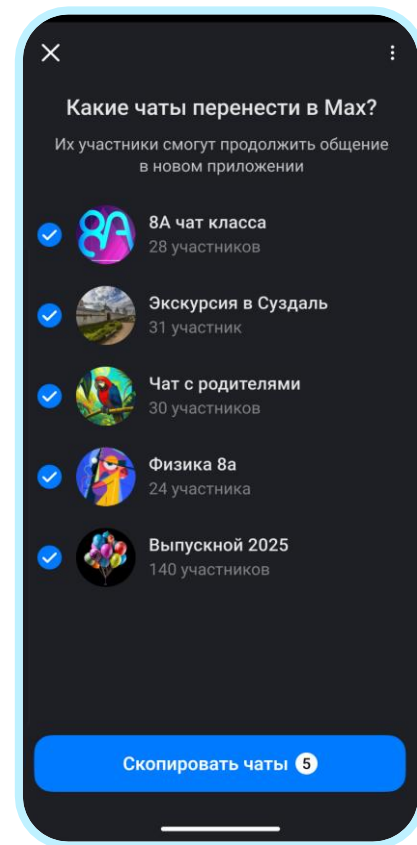 Какие чаты перенести в Max?
Их участники смогут продолжить общение
в новом приложении
8А
8А чат класса
28 участников
Экскурсия в Суздаль
31 участник
Чат с родителями
30 участников
Физика 8а
24 участника
Выпускной 2025
140 участников
Скопировать чаты 5